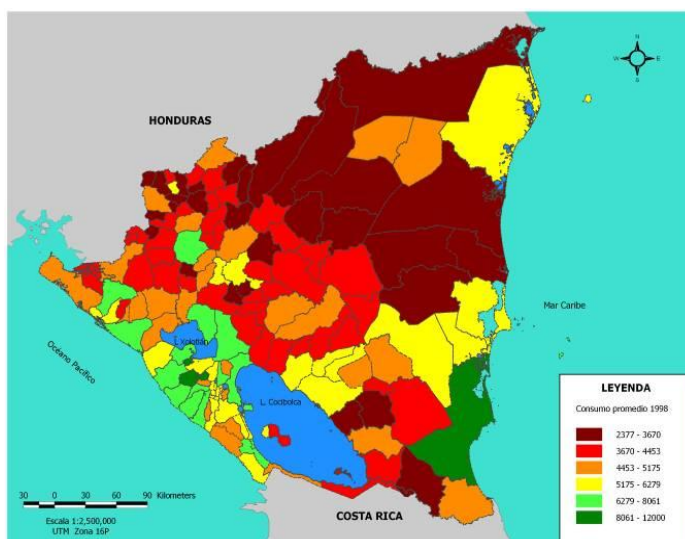 N
W E
S
HONDURAS
Mar Caribe
L. Xolotlán
Océano Pacífico
L. Cocibolca
COSTA RICA
30 0 30 60 90 Kilometers
Escala 1:2,500,000
UTM Zona 16P
LEYENDA
Consumo promedio 1998
2377 - 3670
3670 - 4453
4453 - 5175
5175 - 6279
6279 - 8061
8061 - 12000